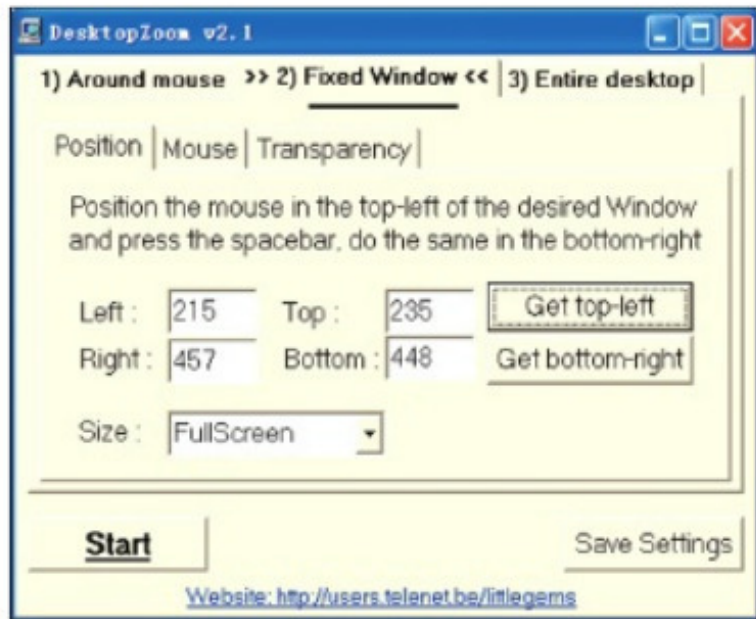 DesktopZoom v2.1
1) Around mouse >> 2) Fixed Window << 3) Entire desktop
Position Mouse Transparency
Position the mouse in the top-left of the desired Window
and press the spacebar, do the same in the bottom-right
Left : 215 Top : 235 Get top-left
Right : 457 Bottom : 448 Get bottom-right
Size : FullScreen
Start Save Settings
Website: http://users.telenet.be/littlegems